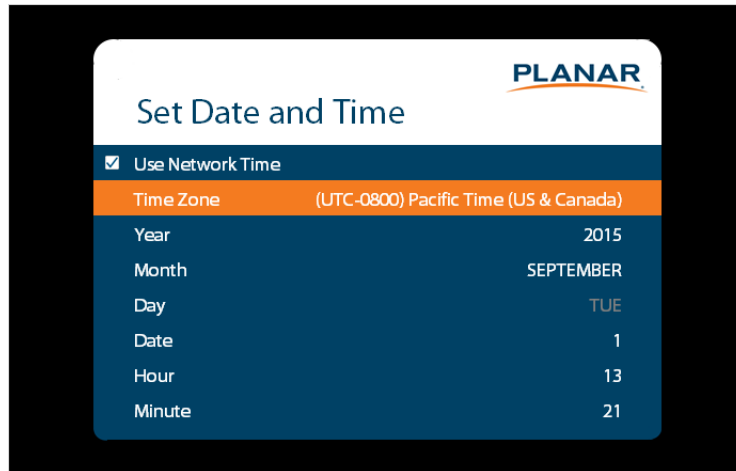 PLANAR
Set Date and Time
Use Network Time
Time Zone (UTC-0800) Pacific Time (US & Canada)
Year 2015
Month SEPTEMBER
Day TUE
Date 1
Hour 13
Minute 21